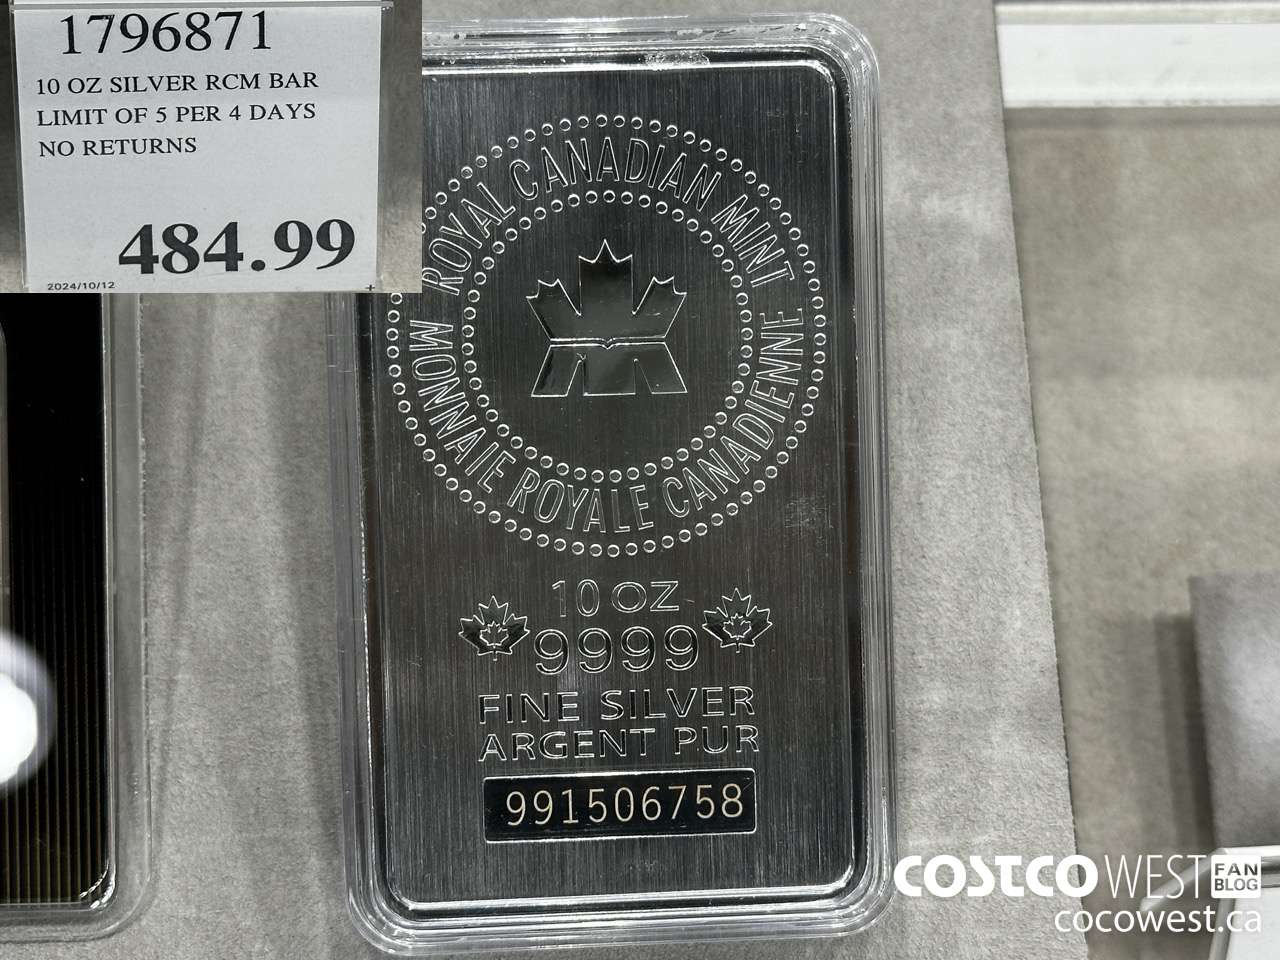 1796871
10 OZ SILVER RCM BAR
LIMIT OF 5 PER 4 DAYS
NO RETURNS
484.99
2024/10/12
+
ROYAL CANADIAN MINT
MONNAIE ROYALE CANADIENNE
10 OZ
9999
FINE SILVER
ARGENT PUR
991506758
COSTCO WEST FAN BLOG
cocowest.ca